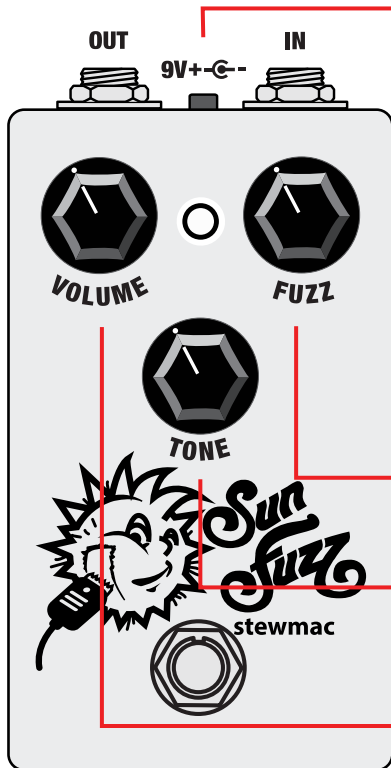 OUT
IN
9V+-C-
VOLUME
FUZZ
TONE
Sun
Fuzz
stewmac